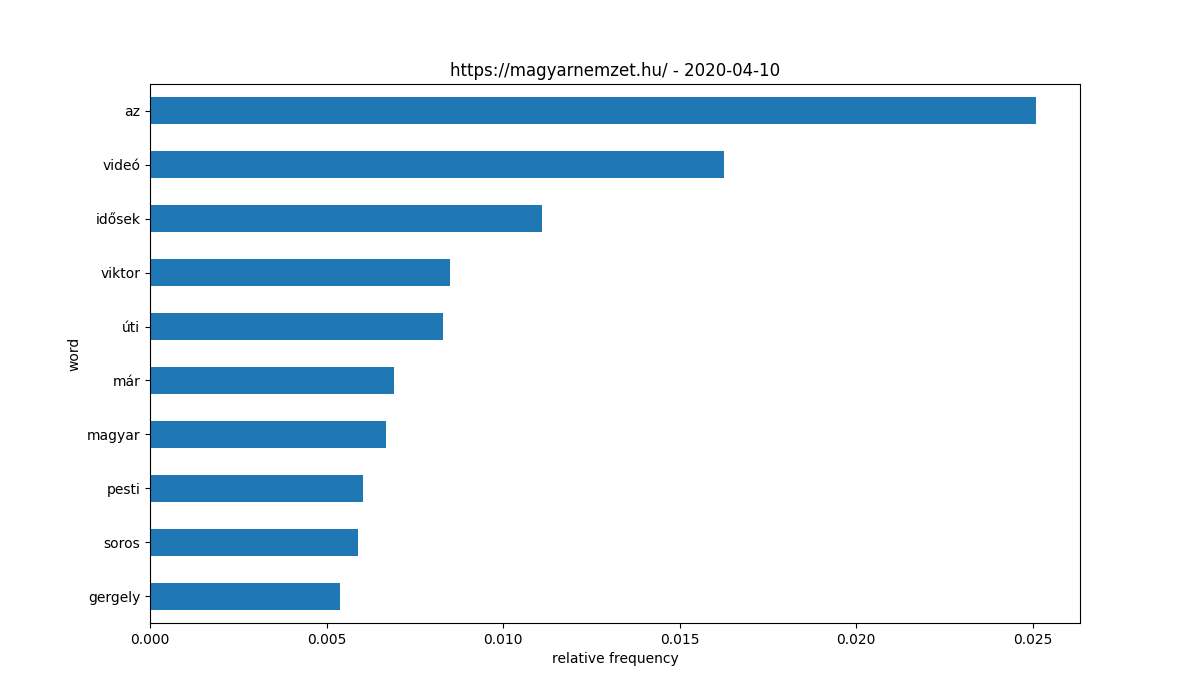 https://magyarnemzet.hu/ - 2020-04-10
az
videó
idősek
viktor
úti
már
magyar
pesti
soros
gergely
word
0.000 0.005 0.010 0.015 0.020 0.025
relative frequency